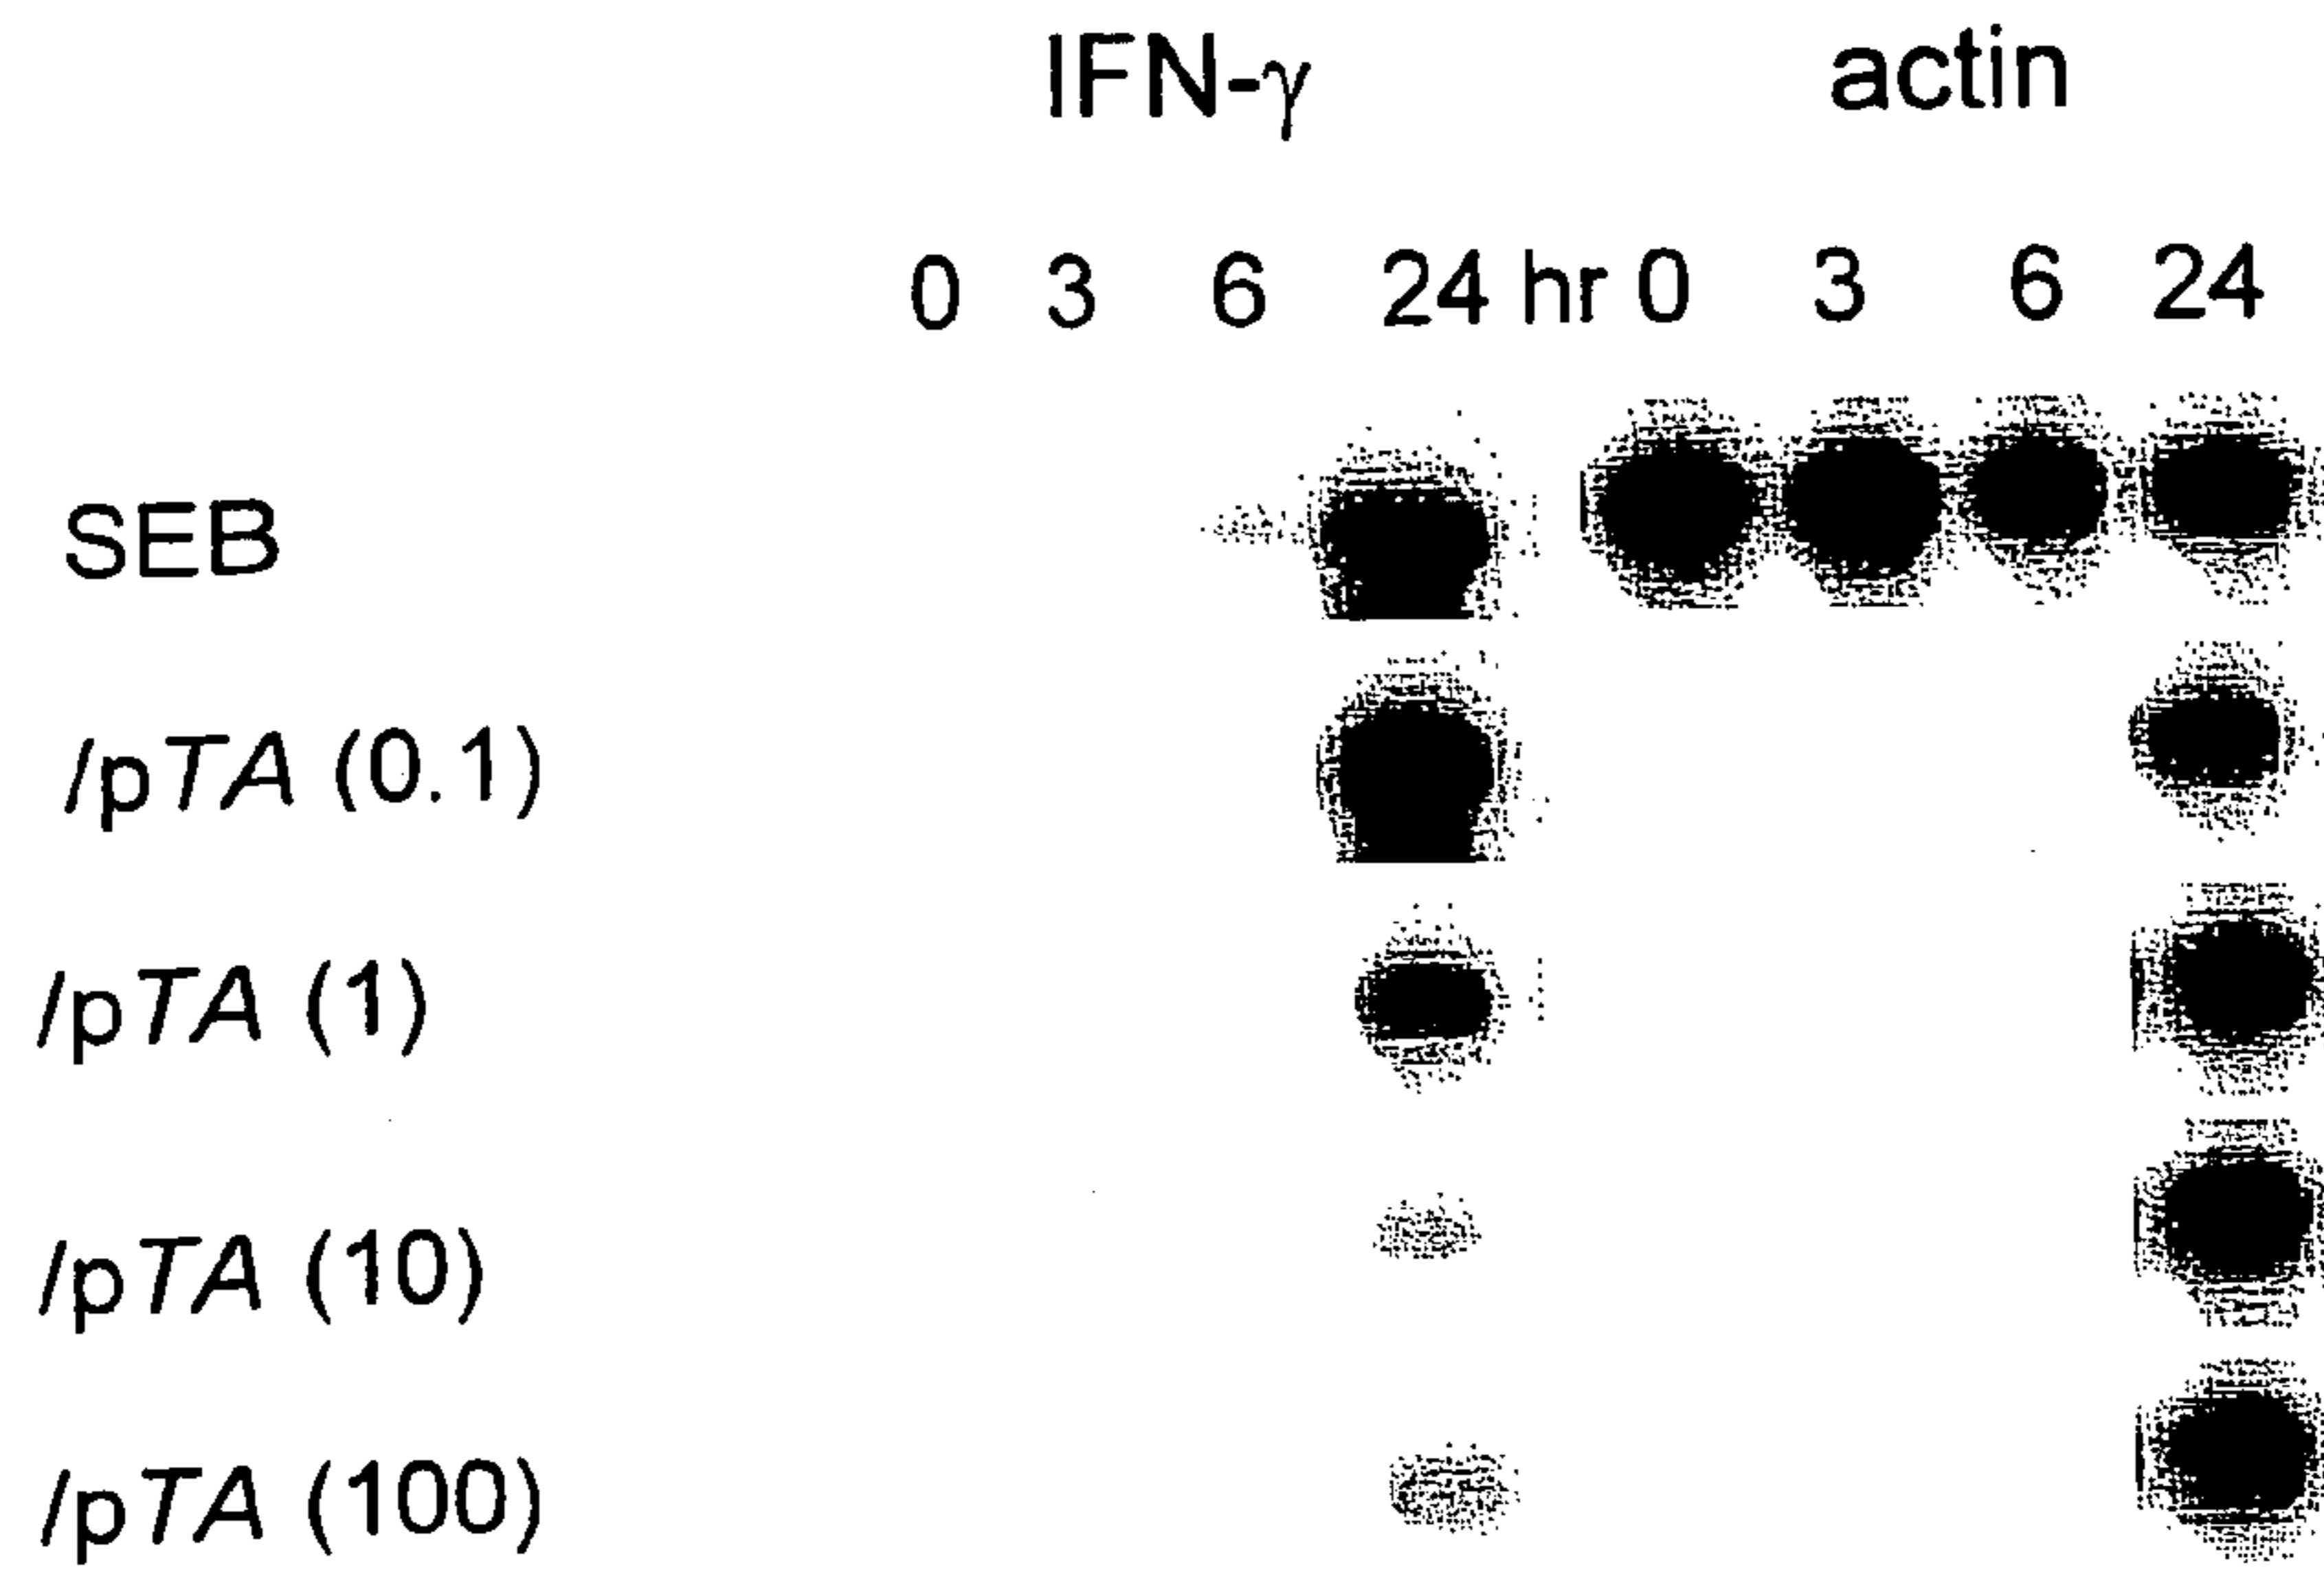 IFN-γ actin
0 3 6 24 hr 0 3 6 24
SEB
/pTA (0.1)
/pTA (1)
/pTA (10)
/pTA (100)